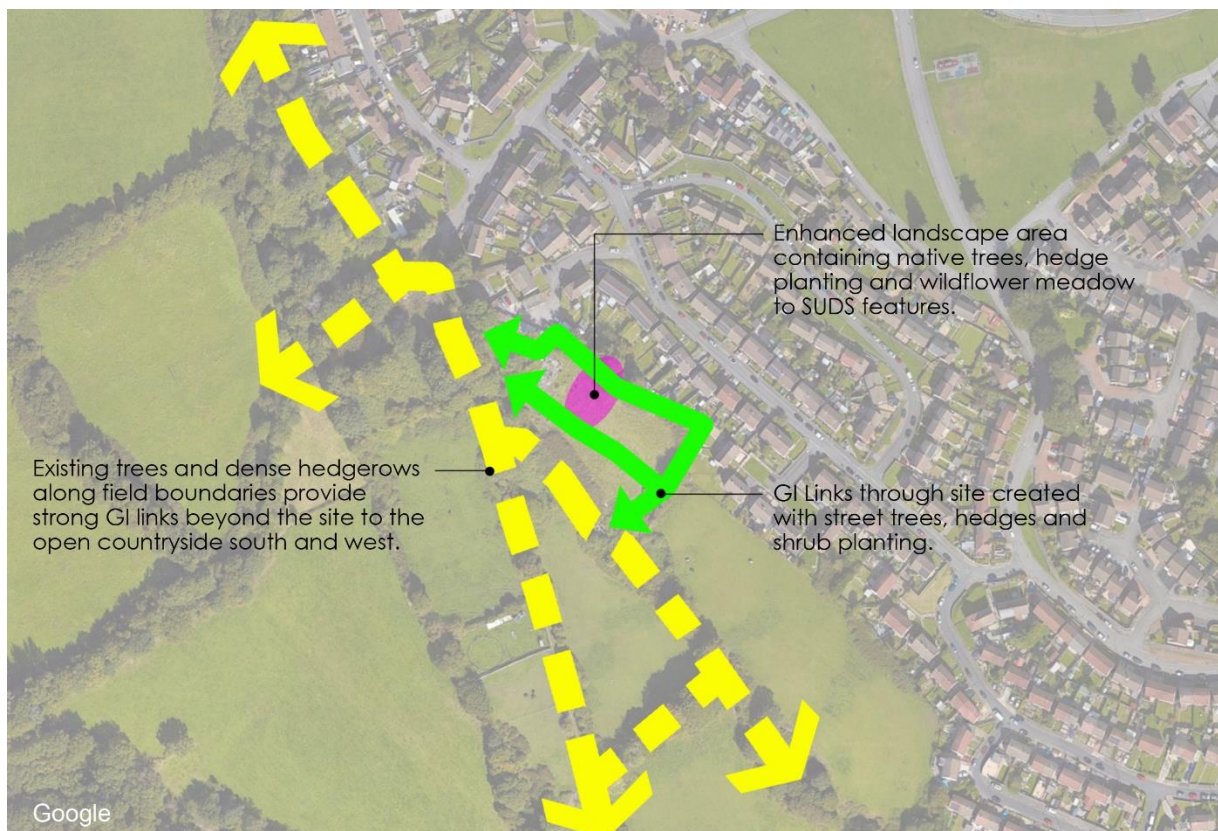 Enhanced landscape area
containing native trees, hedge
planting and wildflower meadow
to SUDS features.
Existing trees and dense hedgerows
along field boundaries provide
strong GI links beyond the site to the
open countryside south and west.
GI Links through site created
with street trees, hedges and
shrub planting.
Google